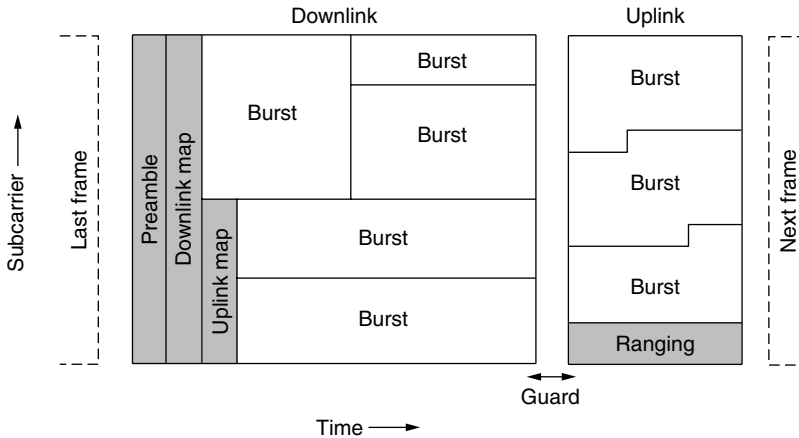 Downlink
Uplink
Subcarrier
Last frame
Preamble
Downlink map
Uplink map
Burst
Burst
Burst
Burst
Burst
Burst
Burst
Burst
Ranging
Next frame
Guard
Time